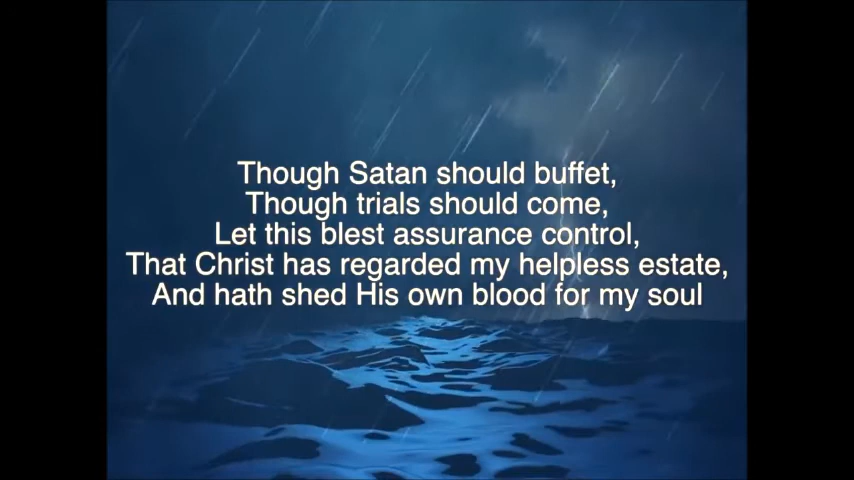 Though Satan should buffet,
Though trials should come,
Let this blest assurance control,
That Christ has regarded my helpless estate,
And hath shed His own blood for my soul